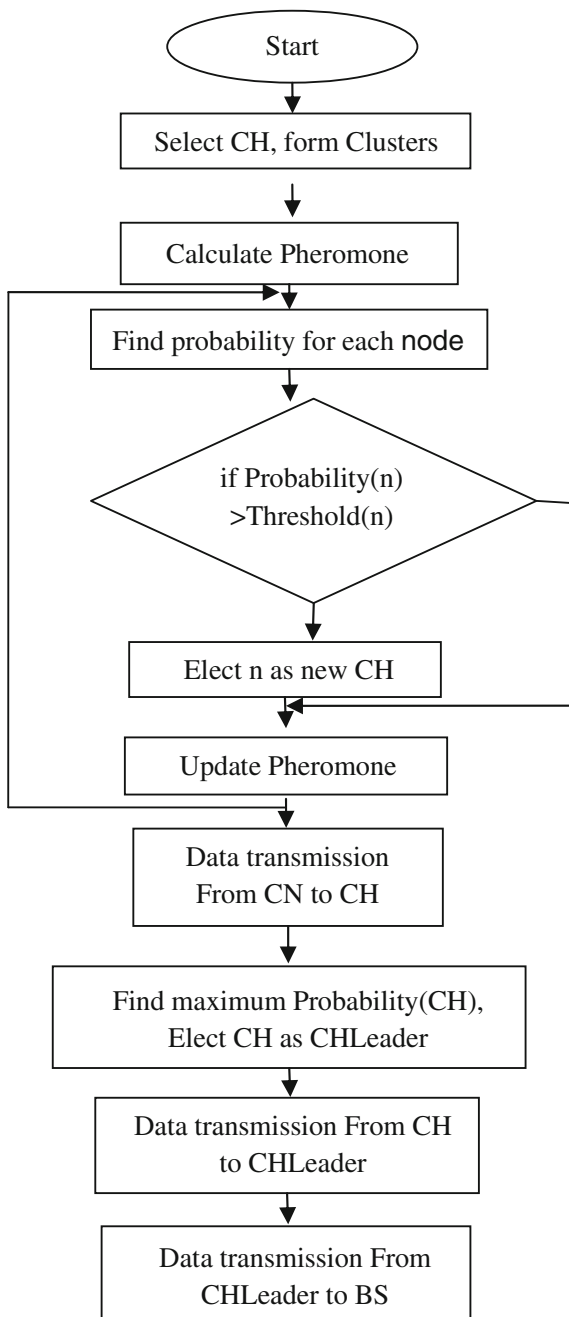 Start
Select CH, form Clusters
Calculate Pheromone
Find probability for each node
if Probability(n)
>Threshold(n)
Elect n as new CH
Update Pheromone
Data transmission
From CN to CH
Find maximum Probability(CH),
Elect CH as CHLeader
Data transmission From CH
to CHLeader
Data transmission From
CHLeader to BS